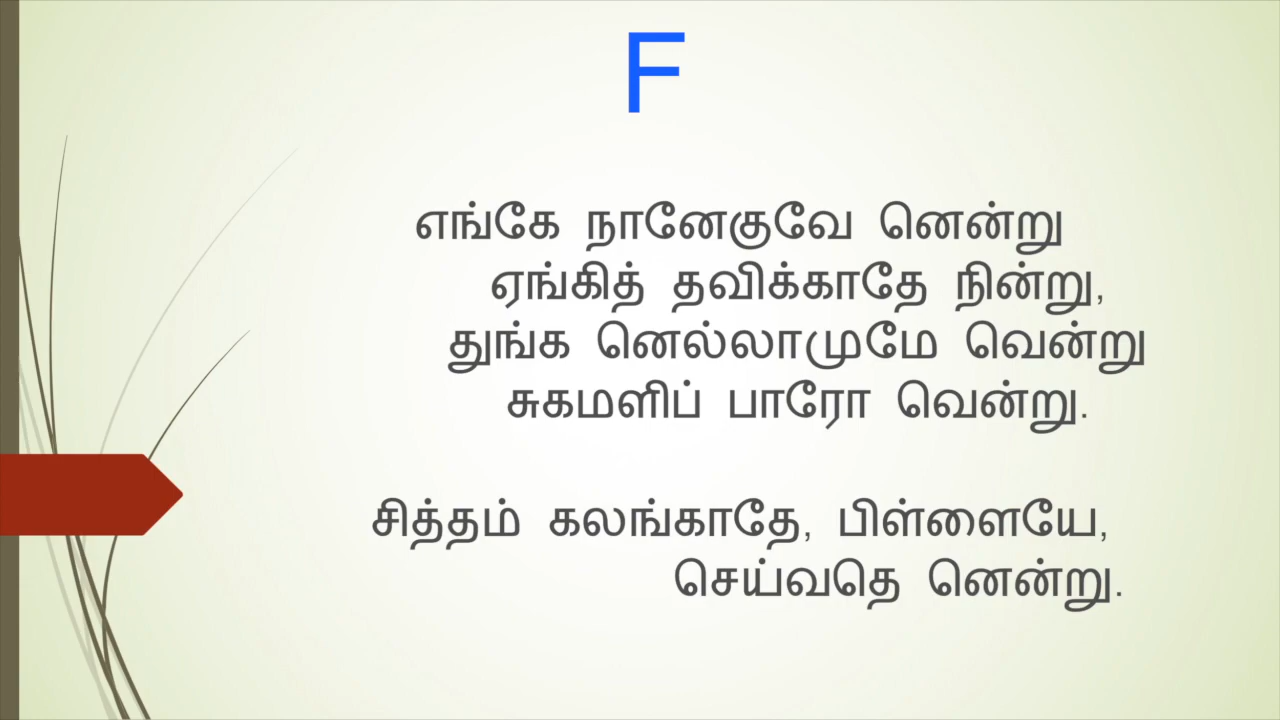 F
எங்கே நானேகுவே னென்று
ஏங்கித் தவிக்காதே நின்று,
துங்க னெல்லாமுமே வென்று
சுகமளிப் பாரோ வென்று.
சித்தம் கலங்காதே, பிள்ளையே,
செய்வதெ னென்று.